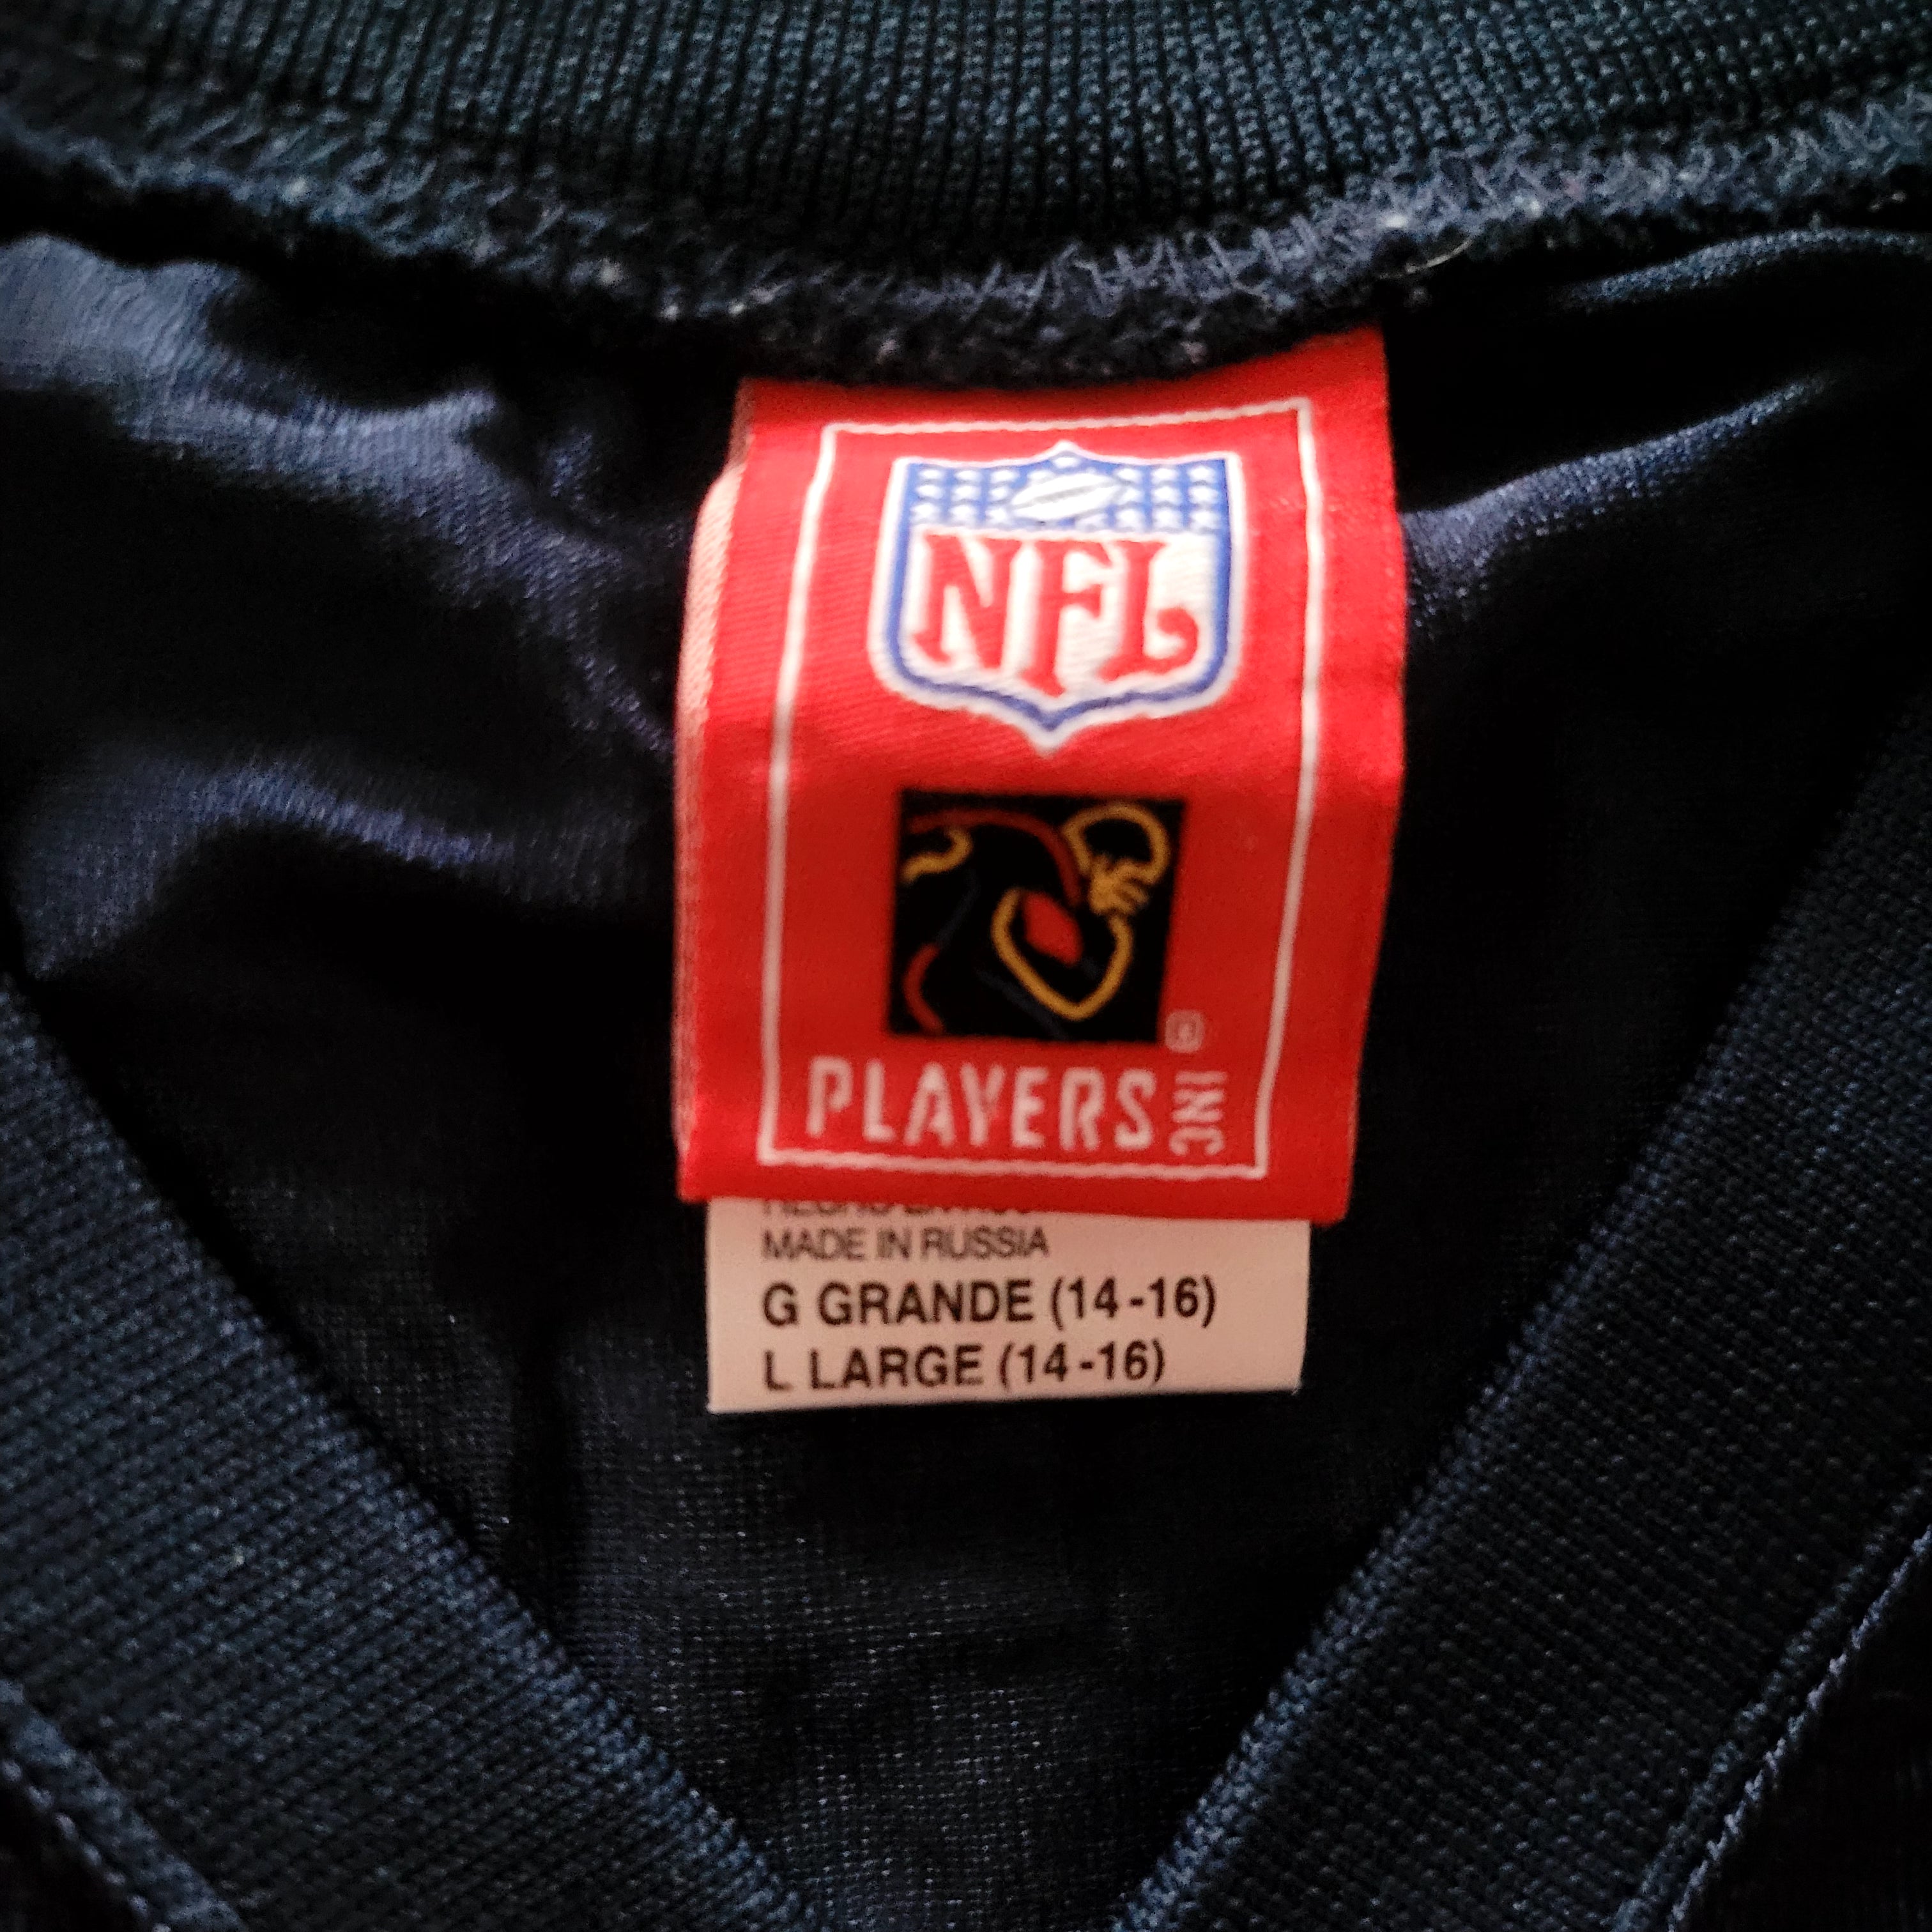 NFL
PLAYERS INC
MADE IN RUSSIA
G GRANDE (14-16)
L LARGE (14-16)